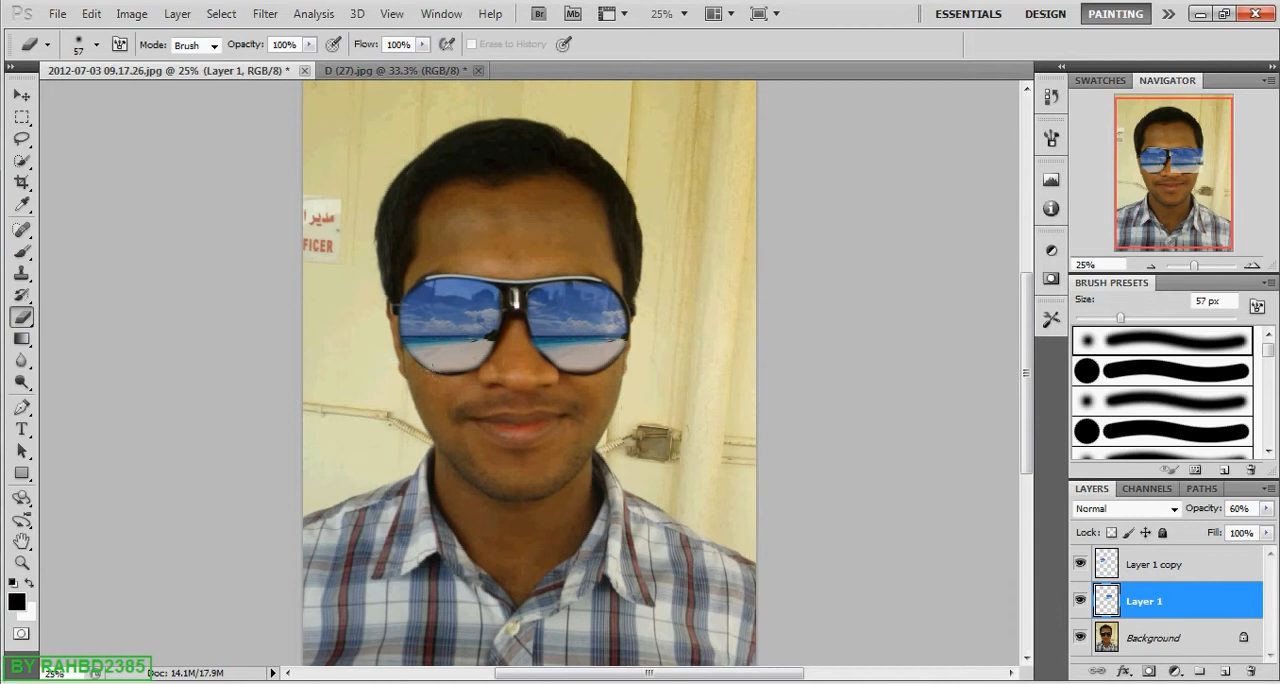 Ps File Edit Image Layer Select Filter Analysis 3D View Window Help Br Mb 25% ESSENTIALS DESIGN PAINTING
57 Mode: Brush Opacity: 100% Flow: 100% Erase to History
2012-07-03 09.17.26.jpg @ 25% (Layer 1, RGB/8) * D (27).jpg @ 33.3% (RGB/8) *
SWATCHES NAVIGATOR
مدير
FICER
25%
BRUSH PRESETS
Size: 57 px
LAYERS CHANNELS PATHS
Normal Opacity: 60%
Lock: Fill: 100%
Layer 1 copy
Layer 1
Background
BY RAHBD2385
25% Doc: 14.1M/17.9M